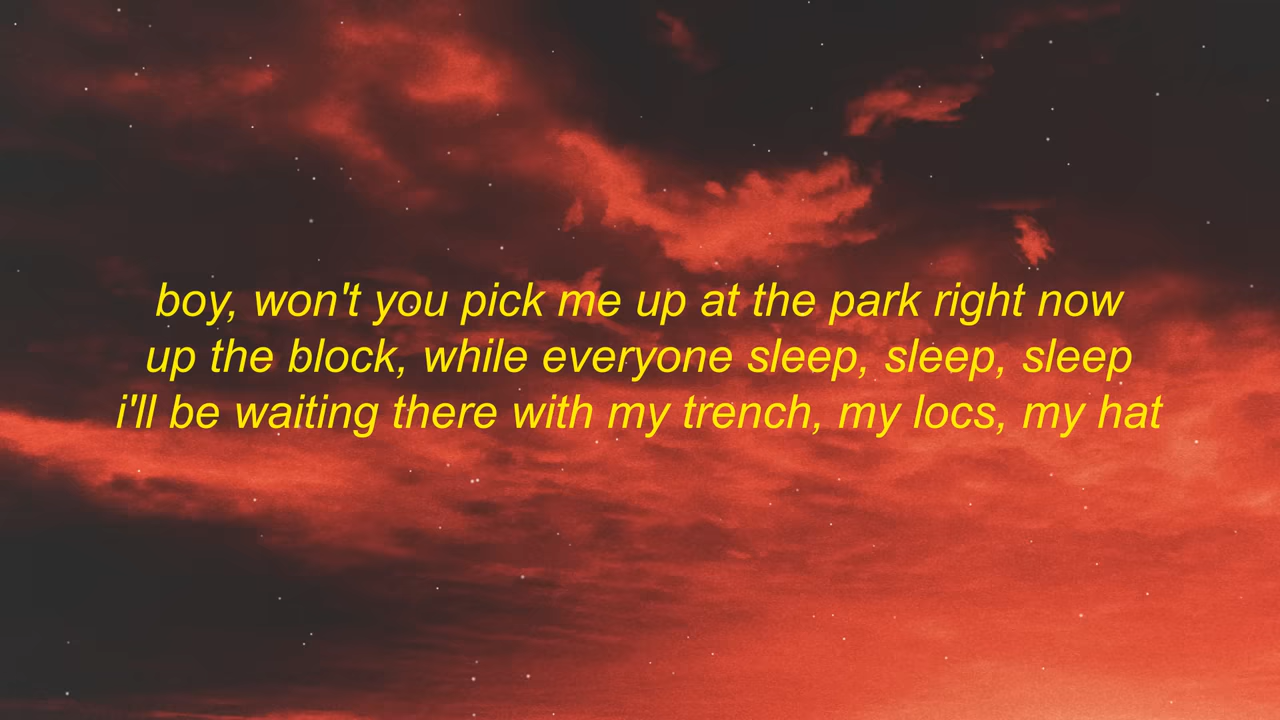 boy, won't you pick me up at the park right now
up the block, while everyone sleep, sleep, sleep
i'll be waiting there with my trench, my locs, my hat